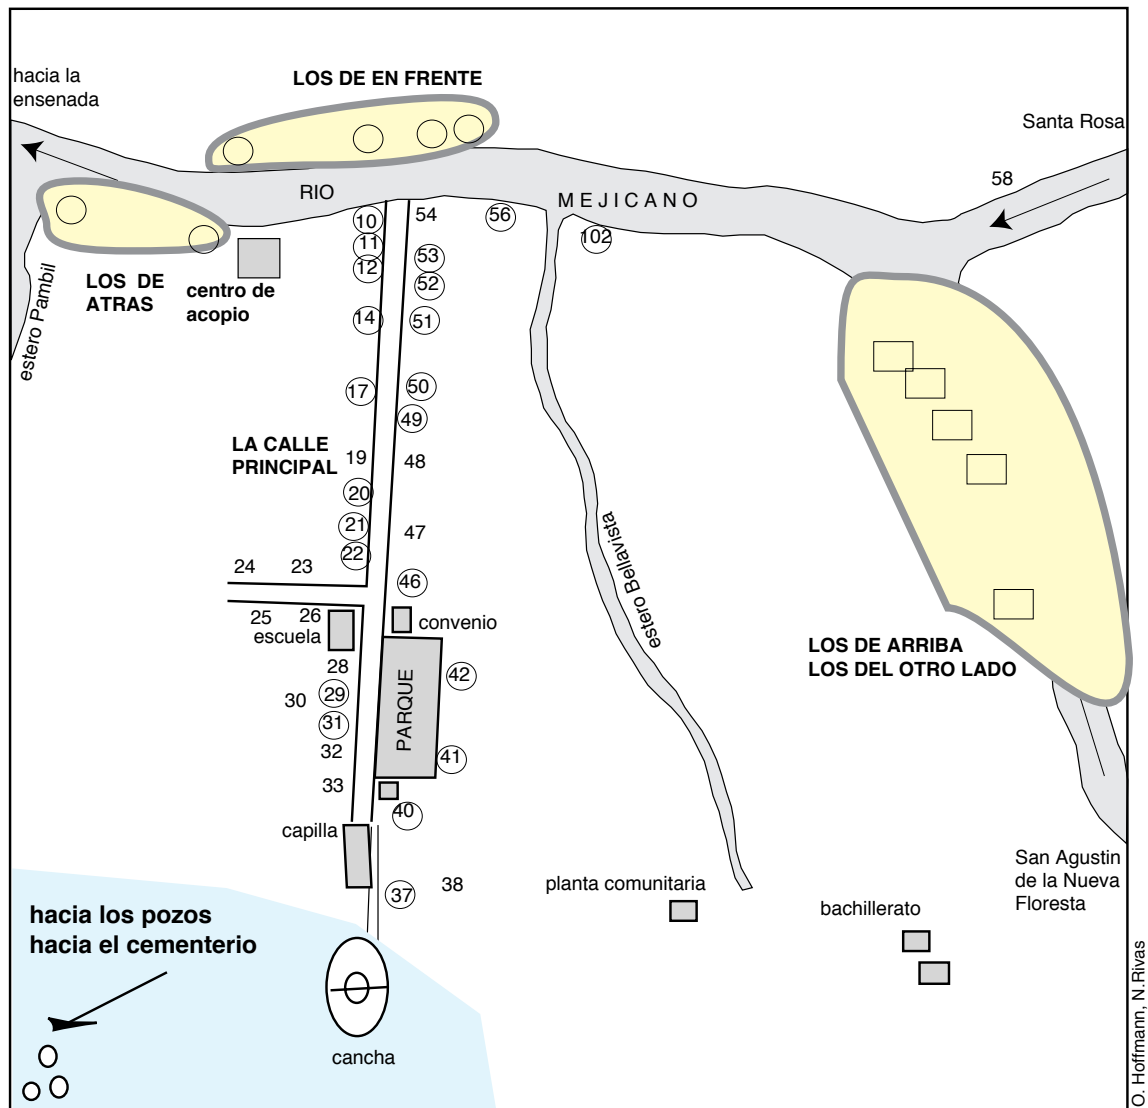 hacia la
ensenada
LOS DE EN FRENTE
Santa Rosa
58
RIO
MEJICANO
10
54
56
102
11
53
12
52
14
51
estero Pambil
LOS DE
ATRAS
centro de
acopio
17
50
49
LA CALLE
PRINCIPAL
19
48
20
21
47
22
24
23
46
estero Bellavista
25
26
escuela
convenio
LOS DE ARRIBA
LOS DEL OTRO LADO
28
42
PARQUE
30
29
31
32
41
33
40
capilla
37
38
planta comunitaria
bachillerato
San Agustin
de la Nueva
Floresta
hacia los pozos
hacia el cementerio
cancha
O. Hoffmann, N.Rivas